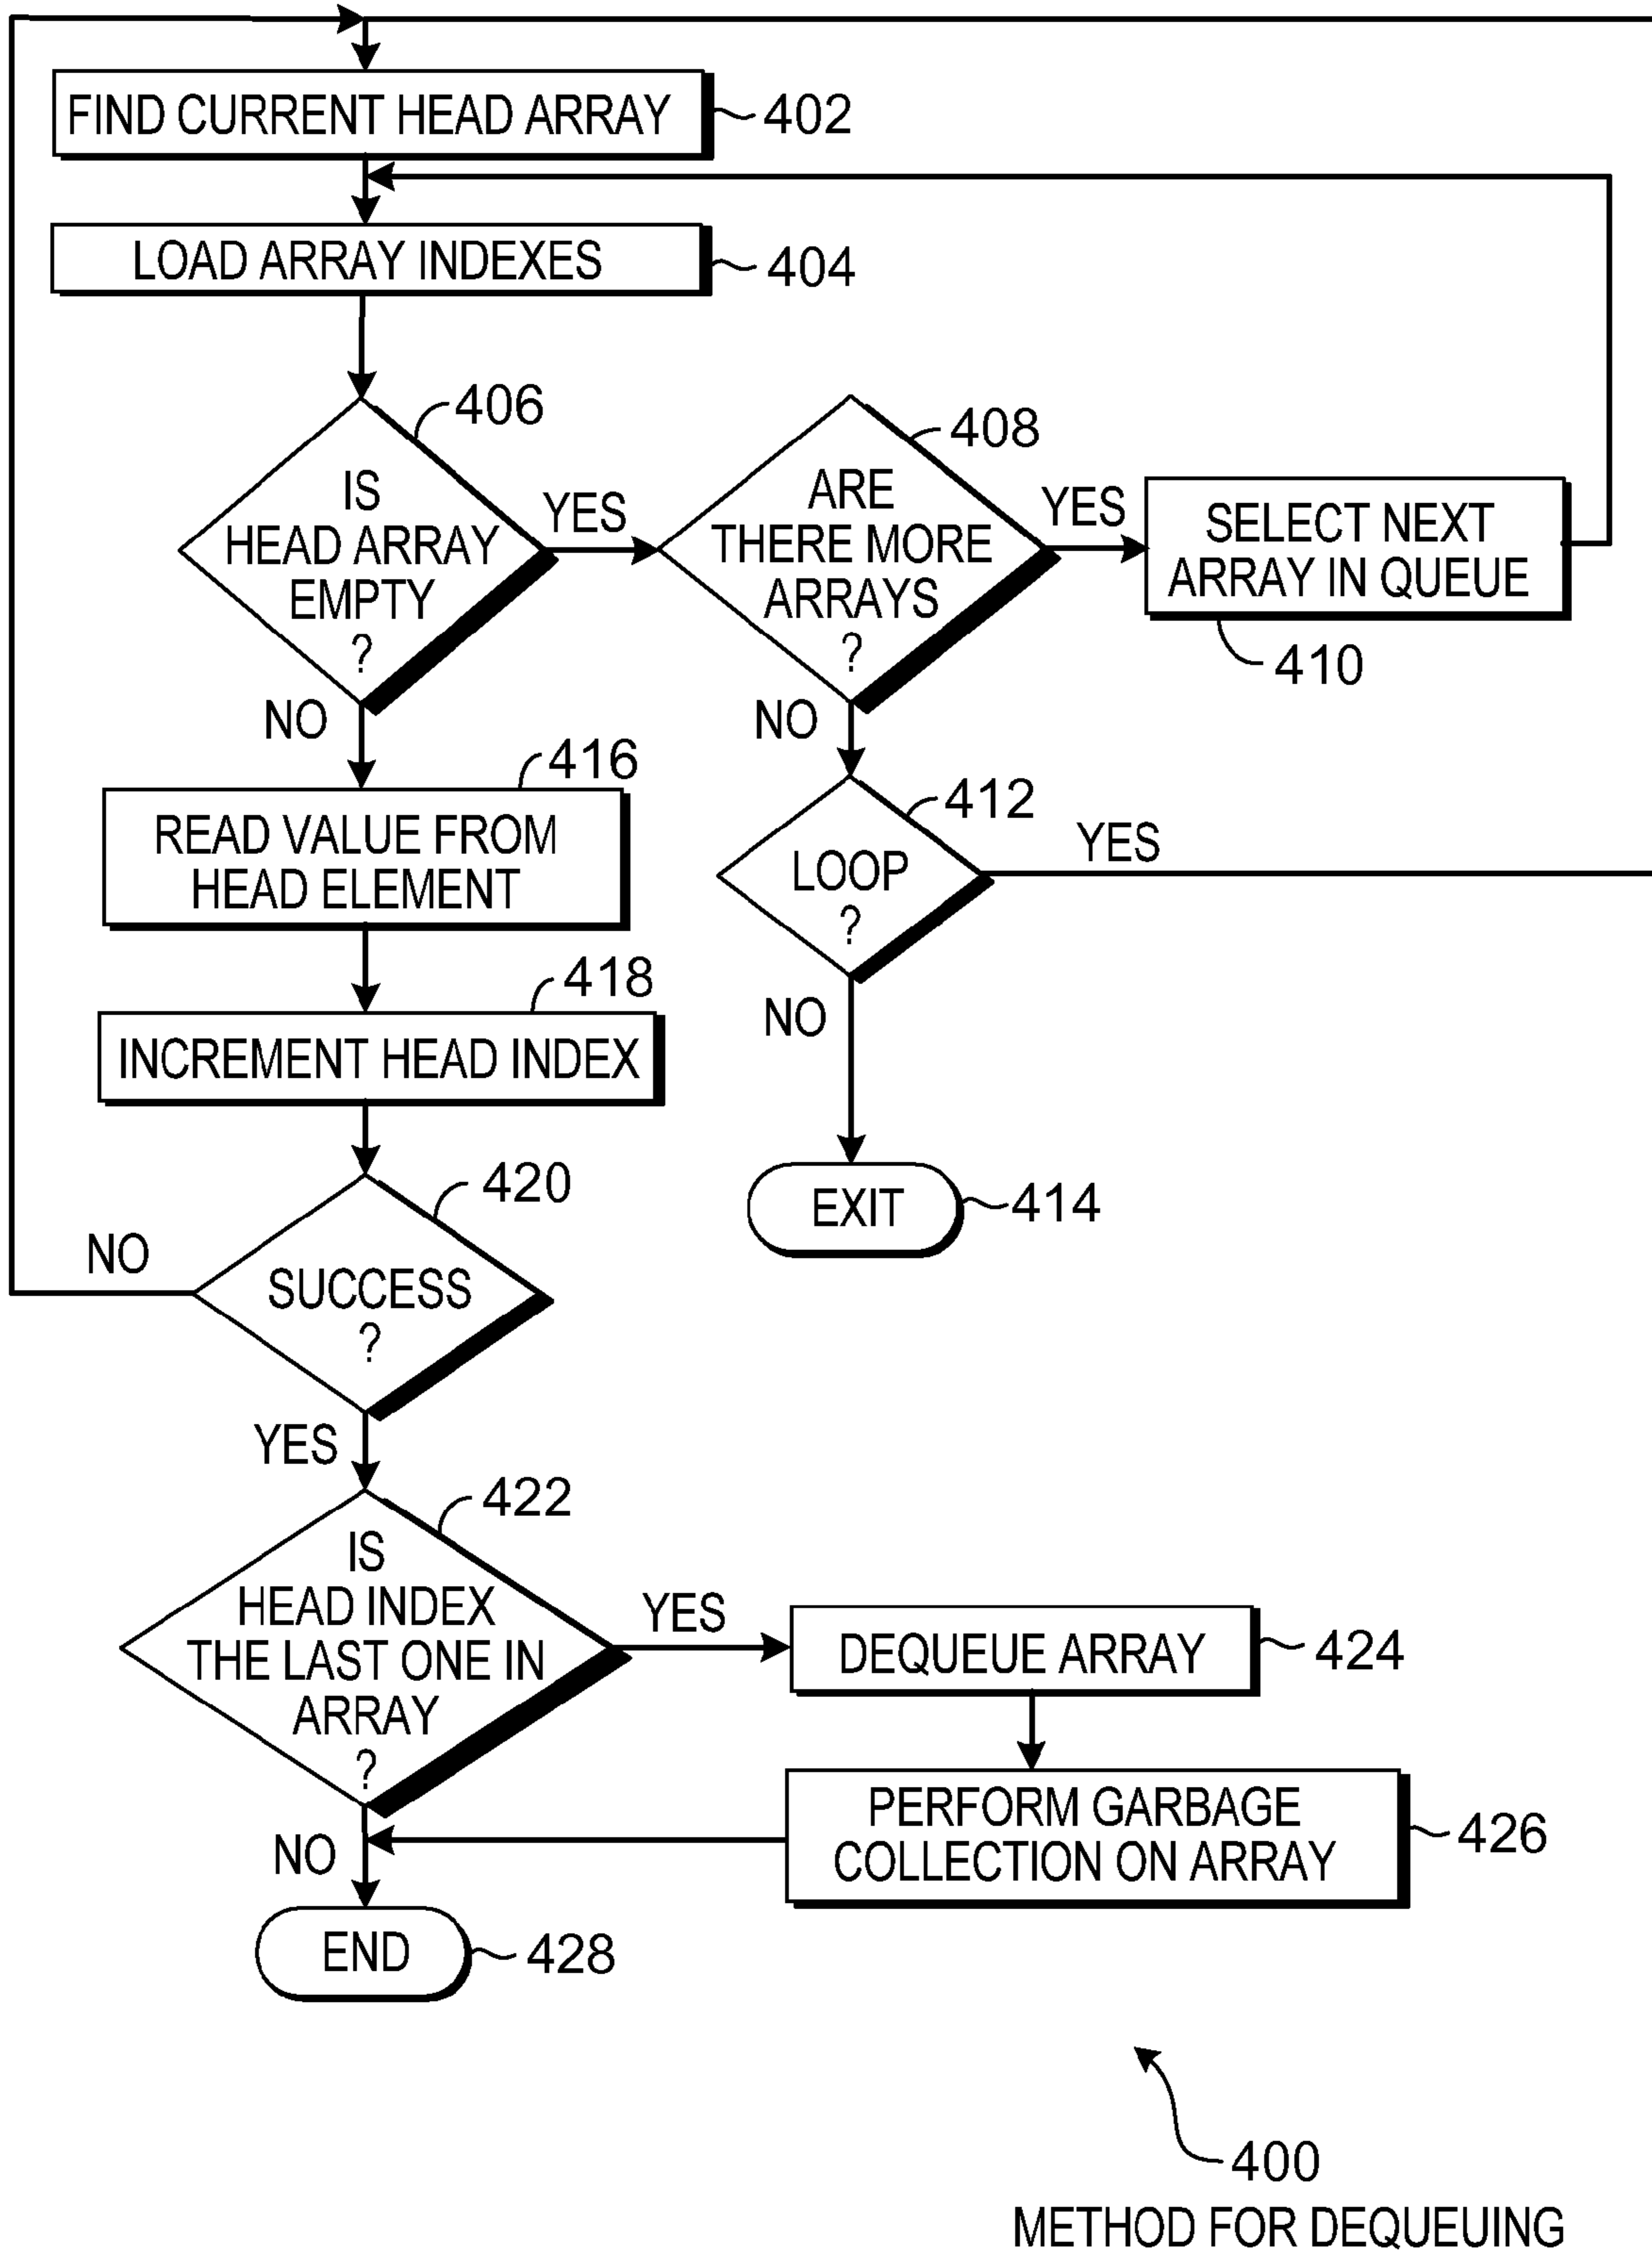 FIND CURRENT HEAD ARRAY
402
LOAD ARRAY INDEXES
404
406
IS
HEAD ARRAY
EMPTY
?
YES
NO
408
ARE
THERE MORE
ARRAYS
?
YES
NO
SELECT NEXT
ARRAY IN QUEUE
410
412
LOOP
?
YES
NO
EXIT
414
416
READ VALUE FROM
HEAD ELEMENT
418
INCREMENT HEAD INDEX
420
SUCCESS
?
NO
YES
422
IS
HEAD INDEX
THE LAST ONE IN
ARRAY
?
YES
NO
DEQUEUE ARRAY
424
PERFORM GARBAGE
COLLECTION ON ARRAY
426
END
428
400
METHOD FOR DEQUEUING